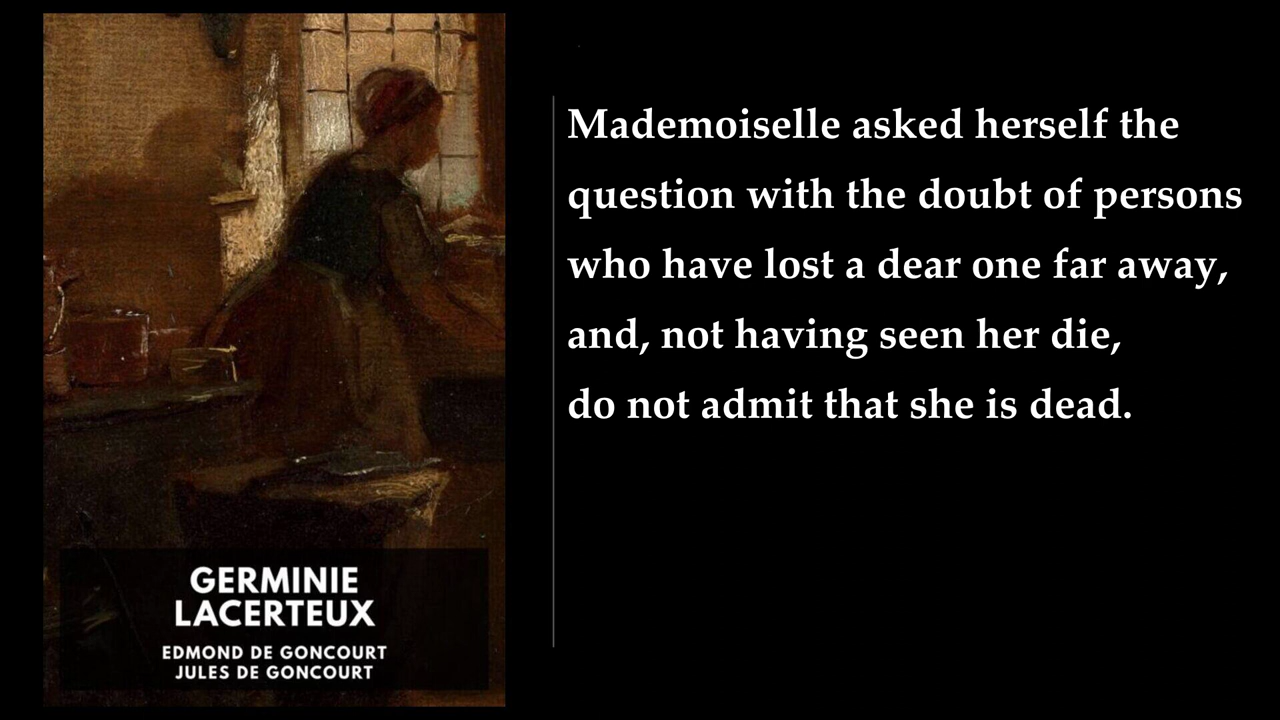 Mademoiselle asked herself the
question with the doubt of persons
who have lost a dear one far away,
and, not having seen her die,
do not admit that she is dead.
GERMINIE
LACERTEUX
EDMOND DE GONCOURT
JULES DE GONCOURT